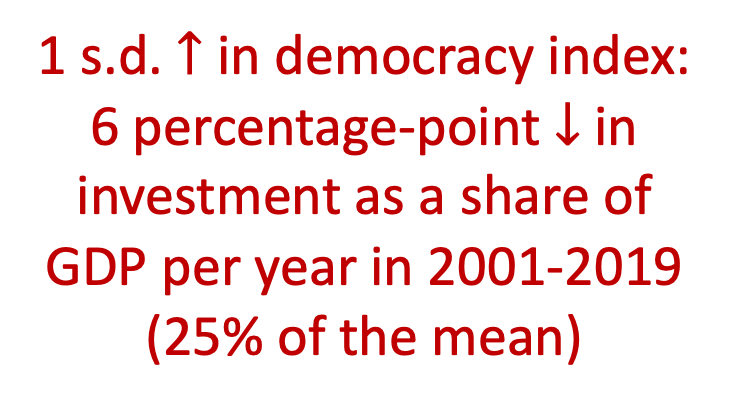 1 s.d. ↑ in democracy index:
6 percentage-point ↓ in
investment as a share of
GDP per year in 2001-2019
(25% of the mean)